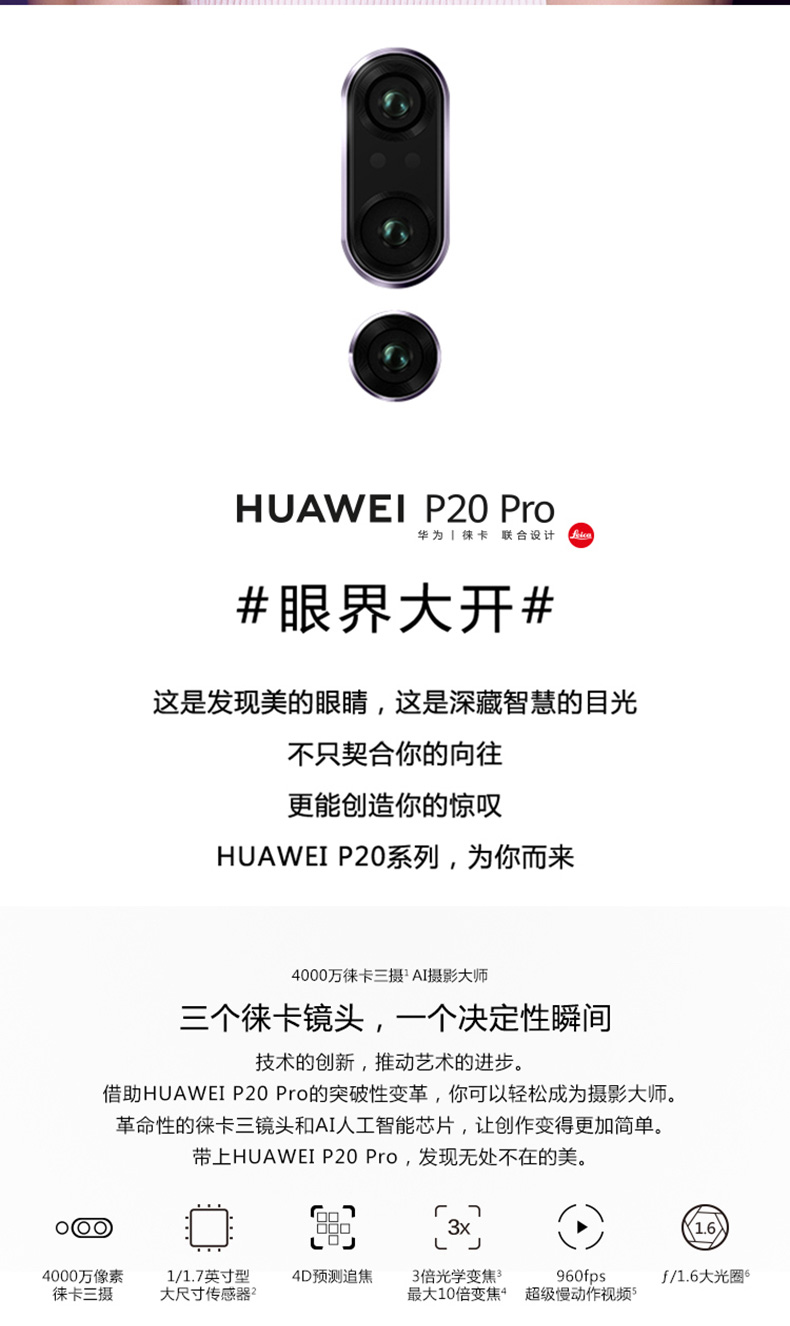 HUAWEI P20 Pro
华为 | 徕卡 联合设计
Leica
#眼界大开#
这是发现美的眼睛，这是深藏智慧的目光
不只契合你的向往
更能创造你的惊叹
HUAWEI P20系列，为你而来
4000万徕卡三摄¹ AI摄影大师
三个徕卡镜头，一个决定性瞬间
技术的创新，推动艺术的进步。
借助HUAWEI P20 Pro的突破性变革，你可以轻松成为摄影大师。
革命性的徕卡三镜头和AI人工智能芯片，让创作变得更加简单。
带上HUAWEI P20 Pro，发现无处不在的美。
3x
1.6
4000万像素
徕卡三摄
1/1.7英寸型
大尺寸传感器²
4D预测追焦
3倍光学变焦³
最大10倍变焦⁴
960fps
超级慢动作视频⁵
ƒ/1.6大光圈⁶